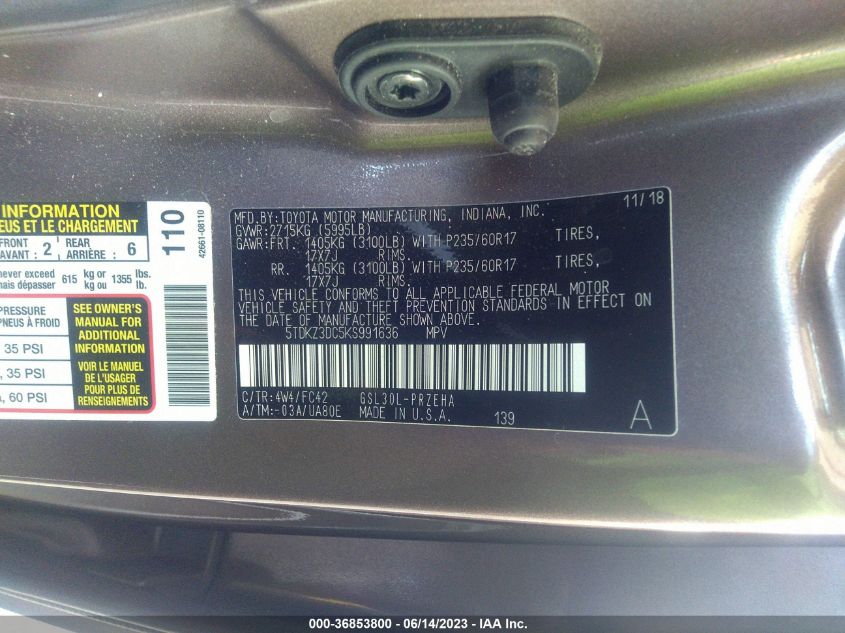 INFORMATION
EUS ET LE CHARGEMENT
FRONT
AVANT : 2 REAR
ARRIÈRE : 6
never exceed
mais dépasser 615 kg or
kg ou 1355 lbs.
lb.
PRESSURE
PNEUS À FROID
35 PSI
35 PSI
60 PSI
SEE OWNER'S
MANUAL FOR
ADDITIONAL
INFORMATION
VOIR LE MANUEL
DE L'USAGER
POUR PLUS DE
RENSEIGNEMENTS
110
42661-08110
MFD.BY:TOYOTA MOTOR MANUFACTURING, INDIANA, INC. 11/18
GVWR:2715KG (5995LB)
GAWR:FRT. 1405KG (3100LB) WITH P235/60R17 TIRES,
17X7J RIMS.
RR. 1405KG (3100LB) WITH P235/60R17 TIRES,
17X7J RIMS.
THIS VEHICLE CONFORMS TO ALL APPLICABLE FEDERAL MOTOR
VEHICLE SAFETY AND THEFT PREVENTION STANDARDS IN EFFECT ON
THE DATE OF MANUFACTURE SHOWN ABOVE.
5TDKZ3DC5KS991636 MPV
C/TR:4W4/FC42 GSL30L-PRZEHA
A/TM:-03A/UA80E MADE IN U.S.A. 139 A
000-36853800 - 06/14/2023 - IAA Inc.